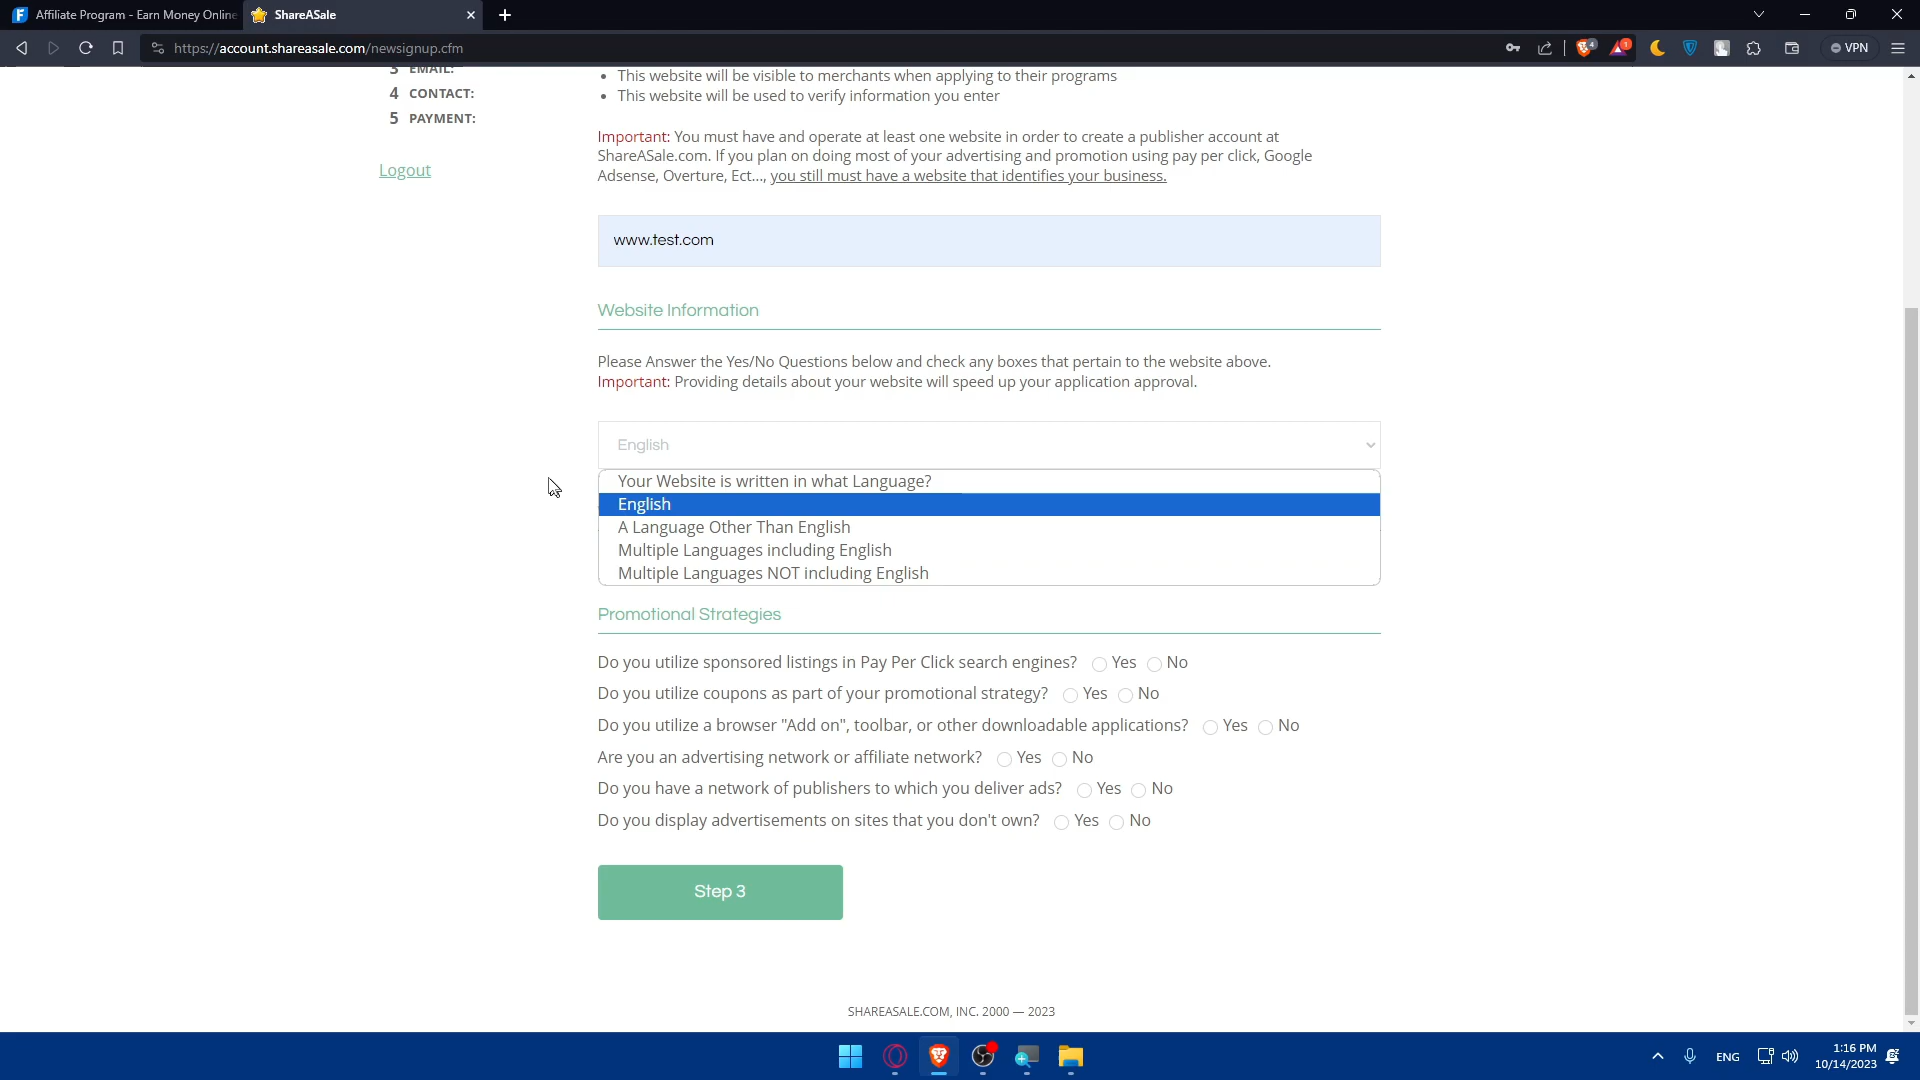 Affiliate Program - Earn Money Online
ShareASale
https://account.shareasale.com/newsignup.cfm
4
1
VPN
3 EMAIL:
4 CONTACT:
5 PAYMENT:
Logout
• This website will be visible to merchants when applying to their programs
• This website will be used to verify information you enter
Important: You must have and operate at least one website in order to create a publisher account at
ShareASale.com. If you plan on doing most of your advertising and promotion using pay per click, Google
Adsense, Overture, Ect..., you still must have a website that identifies your business.
www.test.com
Website Information
Please Answer the Yes/No Questions below and check any boxes that pertain to the website above.
Important: Providing details about your website will speed up your application approval.
English
Your Website is written in what Language?
English
A Language Other Than English
Multiple Languages including English
Multiple Languages NOT including English
Promotional Strategies
Do you utilize sponsored listings in Pay Per Click search engines? Yes No
Do you utilize coupons as part of your promotional strategy? Yes No
Do you utilize a browser "Add on", toolbar, or other downloadable applications? Yes No
Are you an advertising network or affiliate network? Yes No
Do you have a network of publishers to which you deliver ads? Yes No
Do you display advertisements on sites that you don't own? Yes No
Step 3
SHAREASALE.COM, INC. 2000 — 2023
ENG
1:16 PM
10/14/2023